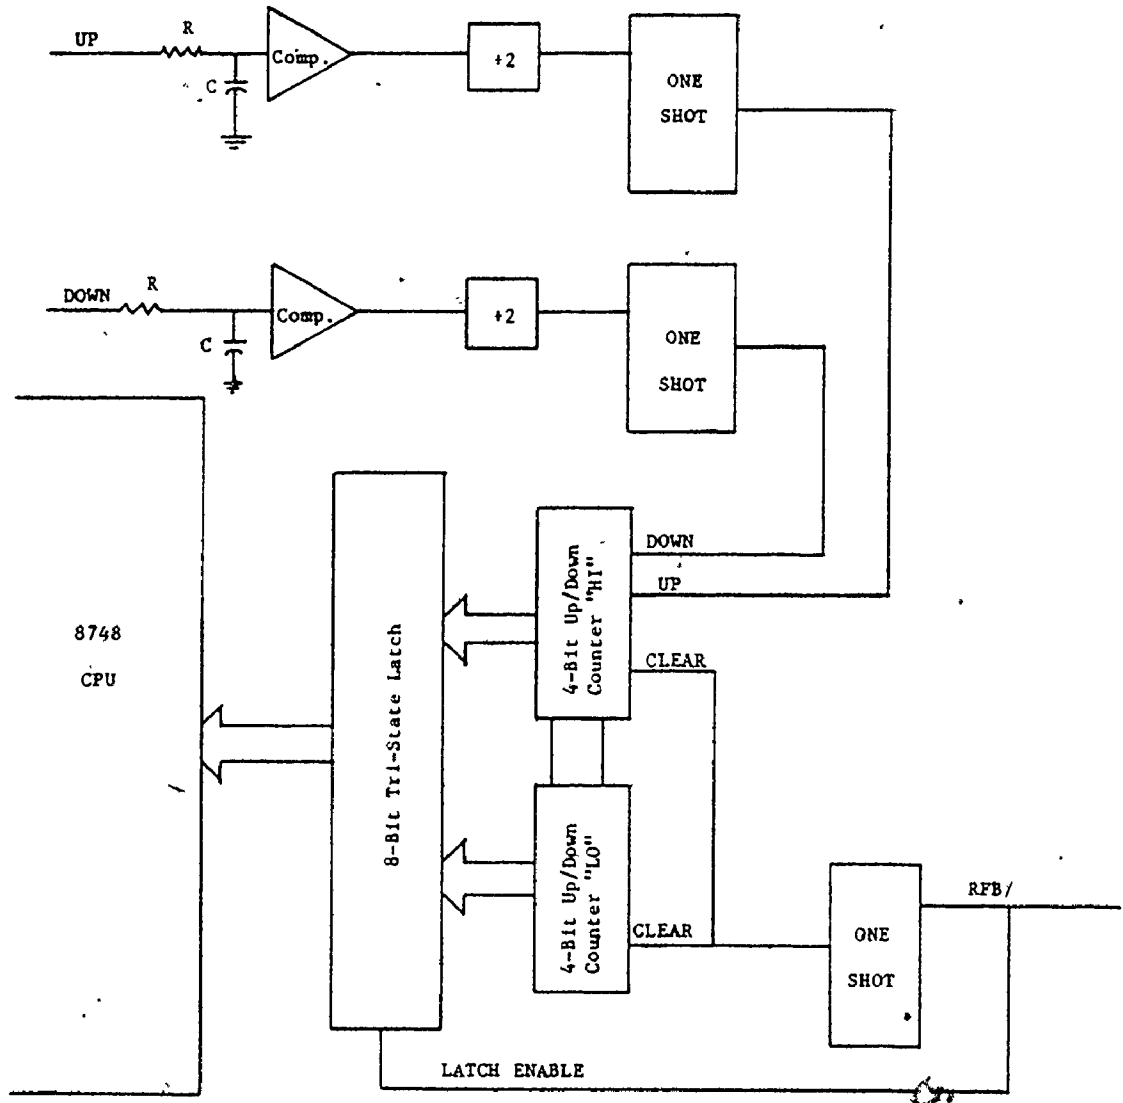 UP
R
C
Comp.
+2
ONE
SHOT
DOWN
R
C
Comp.
+2
ONE
SHOT
8748
CPU
8-Bit Tri-State Latch
4-Bit Up/Down
Counter "HI"
DOWN
UP
CLEAR
4-Bit Up/Down
Counter "LO"
CLEAR
ONE
SHOT
RFB/
LATCH ENABLE